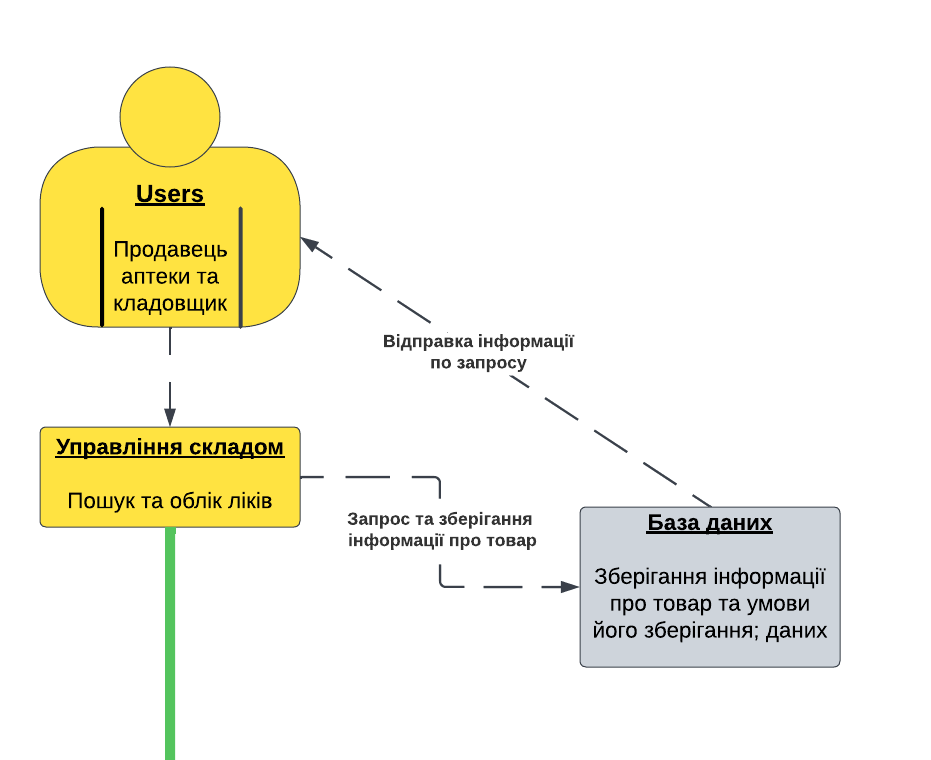 Users
Продавець
аптеки та
кладовщик
Відправка інформації
по запросу
Управління складом
Пошук та облік ліків
Запрос та зберігання
інформації про товар
База даних
Зберігання інформації
про товар та умови
його зберігання; даних